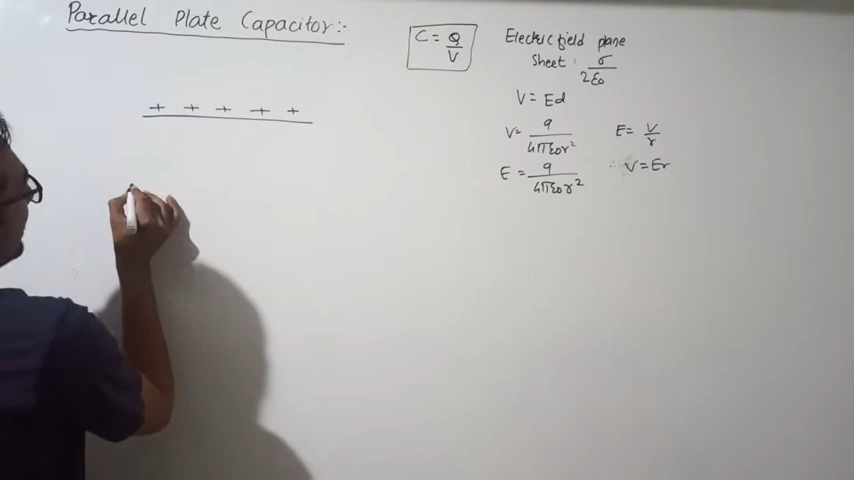 Parallel Plate Capacitor:-
+ + + + +
C = Q/V
Electric field plane
Sheet : σ/2ε₀
V = Ed
V = q/4πε₀r²
E = V/r
E = q/4πε₀r²
∴ V = Er